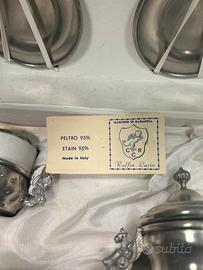 PELTRO 95%
ETAIN 95%
Made in Italy
MARCHIO DI GARANZIA
C R
C R
Ruffin Lucio
subito